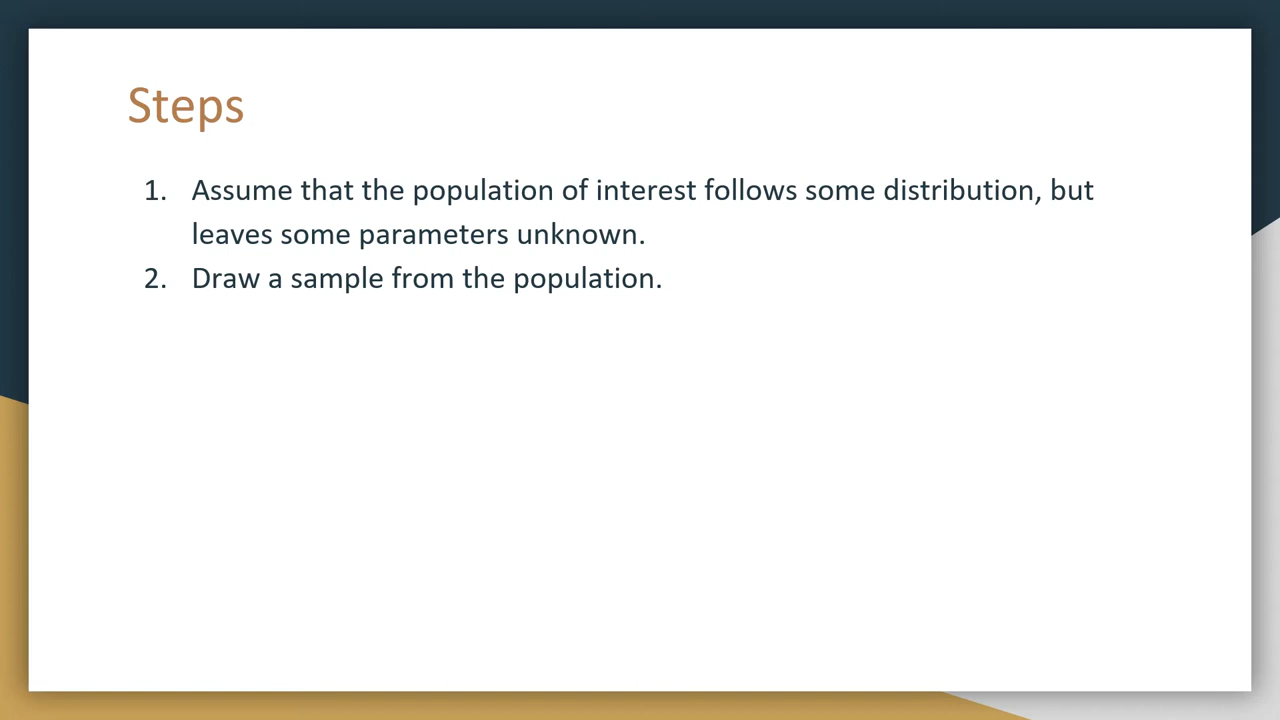 Steps
1. Assume that the population of interest follows some distribution, but
leaves some parameters unknown.
2. Draw a sample from the population.